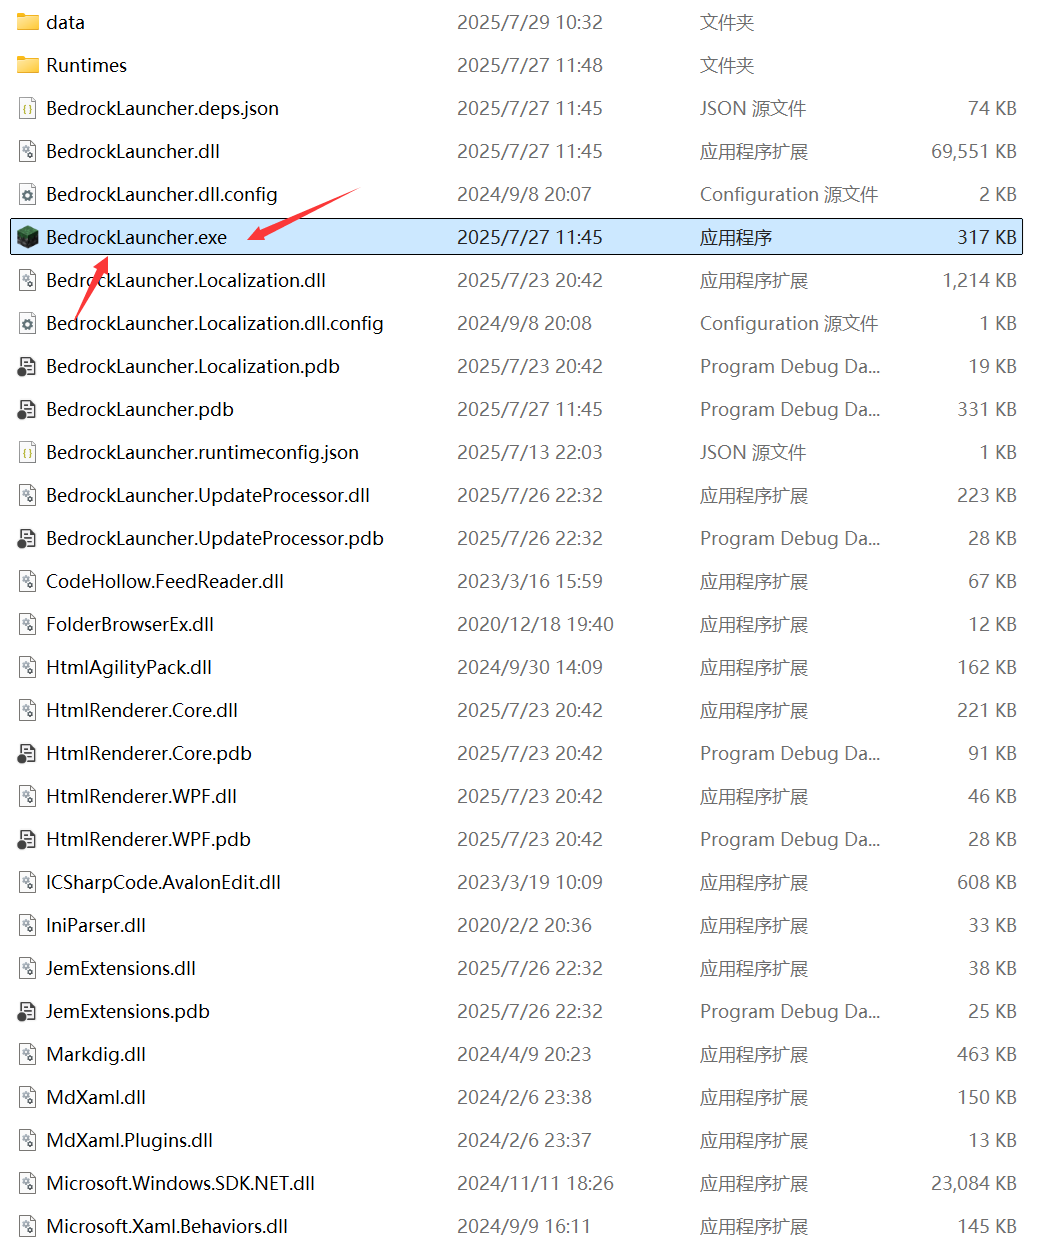 data 2025/7/29 10:32 文件夹
Runtimes 2025/7/27 11:48 文件夹
BedrockLauncher.deps.json 2025/7/27 11:45 JSON 源文件 74 KB
BedrockLauncher.dll 2025/7/27 11:45 应用程序扩展 69,551 KB
BedrockLauncher.dll.config 2024/9/8 20:07 Configuration 源文件 2 KB
BedrockLauncher.exe 2025/7/27 11:45 应用程序 317 KB
BedrockLauncher.Localization.dll 2025/7/23 20:42 应用程序扩展 1,214 KB
BedrockLauncher.Localization.dll.config 2024/9/8 20:08 Configuration 源文件 1 KB
BedrockLauncher.Localization.pdb 2025/7/23 20:42 Program Debug Da... 19 KB
BedrockLauncher.pdb 2025/7/27 11:45 Program Debug Da... 331 KB
BedrockLauncher.runtimeconfig.json 2025/7/13 22:03 JSON 源文件 1 KB
BedrockLauncher.UpdateProcessor.dll 2025/7/26 22:32 应用程序扩展 223 KB
BedrockLauncher.UpdateProcessor.pdb 2025/7/26 22:32 Program Debug Da... 28 KB
CodeHollow.FeedReader.dll 2023/3/16 15:59 应用程序扩展 67 KB
FolderBrowserEx.dll 2020/12/18 19:40 应用程序扩展 12 KB
HtmlAgilityPack.dll 2024/9/30 14:09 应用程序扩展 162 KB
HtmlRenderer.Core.dll 2025/7/23 20:42 应用程序扩展 221 KB
HtmlRenderer.Core.pdb 2025/7/23 20:42 Program Debug Da... 91 KB
HtmlRenderer.WPF.dll 2025/7/23 20:42 应用程序扩展 46 KB
HtmlRenderer.WPF.pdb 2025/7/23 20:42 Program Debug Da... 28 KB
ICSharpCode.AvalonEdit.dll 2023/3/19 10:09 应用程序扩展 608 KB
IniParser.dll 2020/2/2 20:36 应用程序扩展 33 KB
JemExtensions.dll 2025/7/26 22:32 应用程序扩展 38 KB
JemExtensions.pdb 2025/7/26 22:32 Program Debug Da... 25 KB
Markdig.dll 2024/4/9 20:23 应用程序扩展 463 KB
MdXaml.dll 2024/2/6 23:38 应用程序扩展 150 KB
MdXaml.Plugins.dll 2024/2/6 23:37 应用程序扩展 13 KB
Microsoft.Windows.SDK.NET.dll 2024/11/11 18:26 应用程序扩展 23,084 KB
Microsoft.Xaml.Behaviors.dll 2024/9/9 16:11 应用程序扩展 145 KB